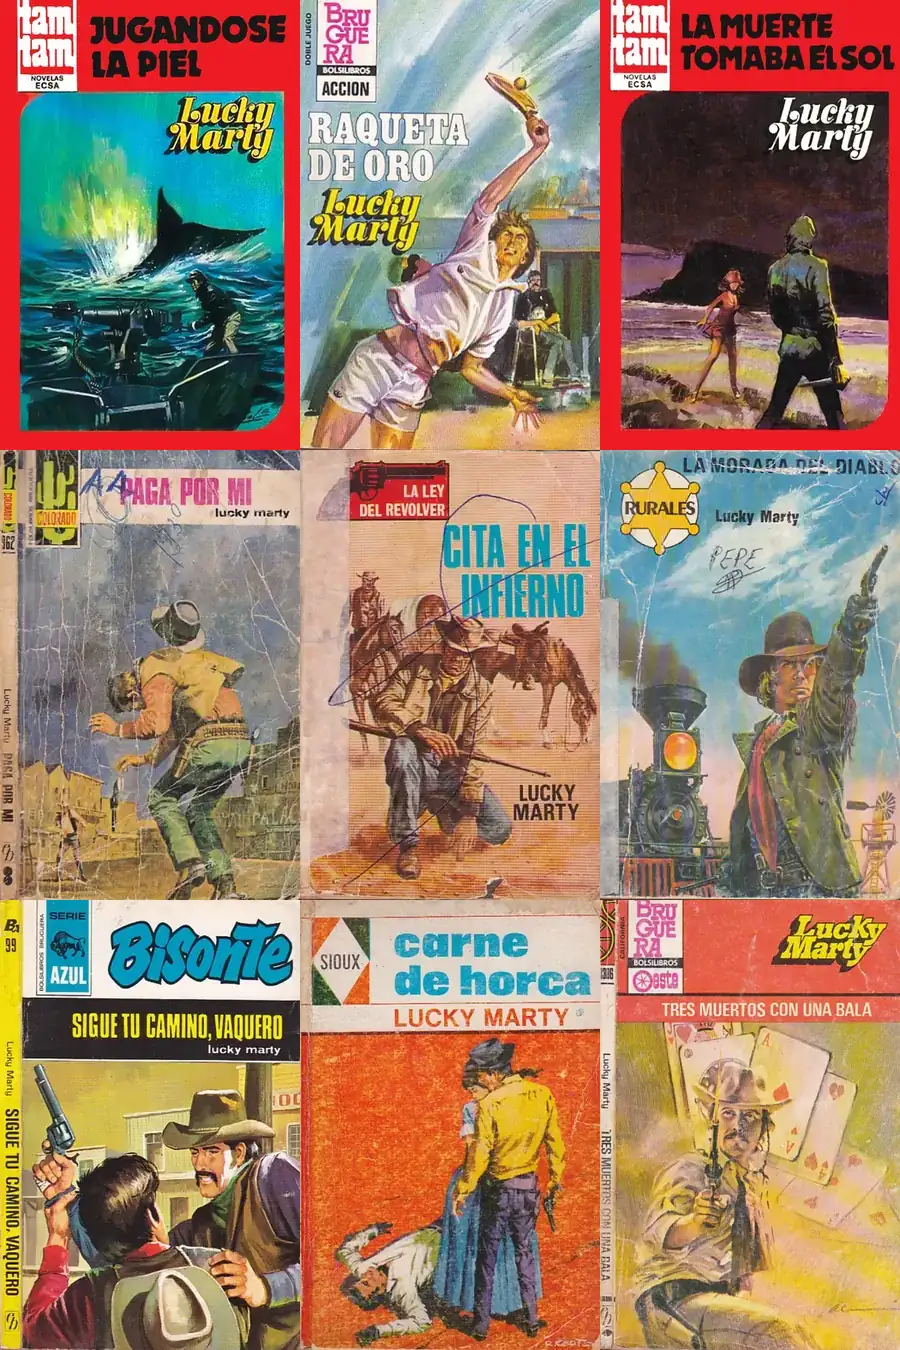 tam
tam
NOVELAS
ECSA
JUGANDOSE
LA PIEL
Lucky
Marty
DOBLE JUEGO
BRU
GUE
RA
BOLSILIBROS
ACCION
RAQUETA
DE ORO
Lucky
Marty
tam
tam
NOVELAS
ECSA
LA MUERTE
TOMABA EL SOL
Lucky
Marty
COLORADO
962
Lucky Marty
PAGA POR MI
COLORADO
AA
PAGA POR MI
lucky marty
LA LEY
DEL REVOLVER
CITA EN EL
INFIERNO
LUCKY
MARTY
LA MORADA DEL DIABLO
RURALES
Lucky Marty
PEPE
99
Lucky Marty
SIGUE TU CAMINO, VAQUERO
BOLSILIBROS BRUGUERA
SERIE
AZUL
BISONTE
SIGUE TU CAMINO, VAQUERO
lucky marty
SIOUX
carne
de horca
LUCKY MARTY
Lucky Marty
TRES MUERTOS CON UNA BALA
CALIFORNIA
BRU
GUE
RA
BOLSILIBROS
Oeste
Lucky
Marty
TRES MUERTOS CON UNA BALA